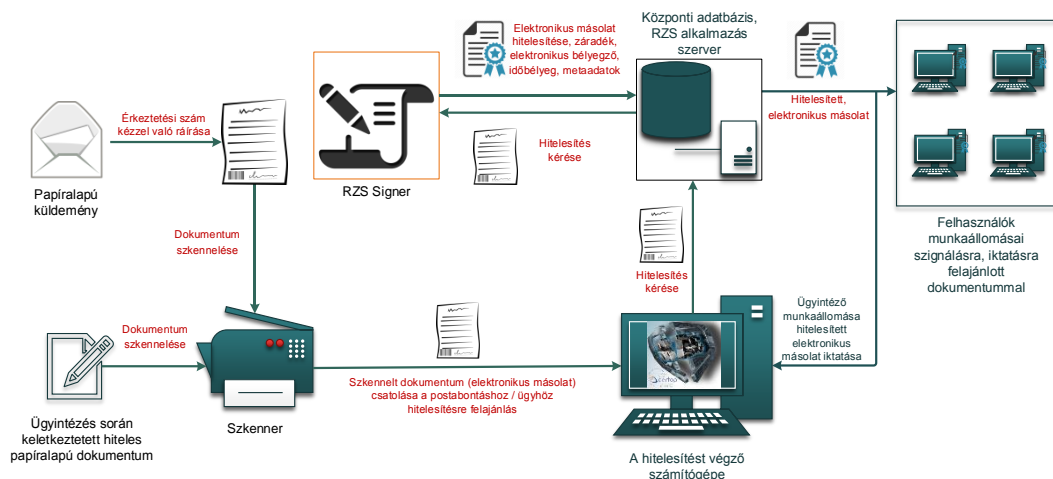 Elektronikus másolat
hitelesítése, záradék,
elektronikus bélyegző,
időbélyeg, metaadatok
Központi adatbázis,
RZS alkalmazás
szerver
Érkeztetési szám
kézzel való ráírása
Hitelesített,
elektronikus másolat
Hitelesítés
kérése
Papíralapú
küldemény
RZS Signer
Felhasználók
munkaállomásai
szignálásra, iktatásra
felajánlott
dokumentummal
Dokumentum
szkennelése
Hitelesítés
kérése
Ügyintéző
munkaállomása
hitelesített
elektronikus
másolat iktatása
Dokumentum
szkennelése
Szkennelt dokumentum (elektronikus másolat)
csatolása a postabontáshoz / ügyhöz
hitelesítésre felajánlás
Ügyintézés során
keletkeztetett hiteles
papíralapú dokumentum
Szkenner
A hitelesítést végző
számítógépe